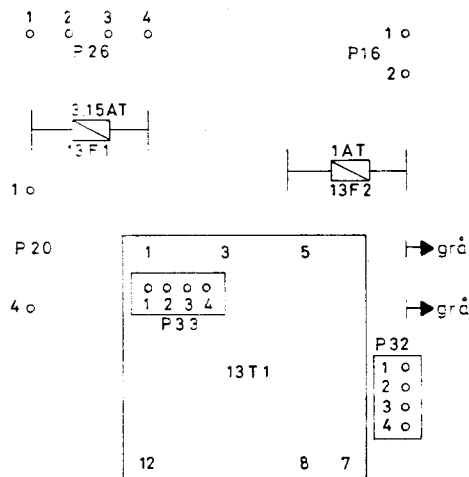 1 2 3 4
P26
1
P16
2
3.15AT
13F1
1AT
13F2
1
P20
4
1 3 5
1 2 3 4
P33
13T1
12 8 7
grå
grå
P32
1
2
3
4